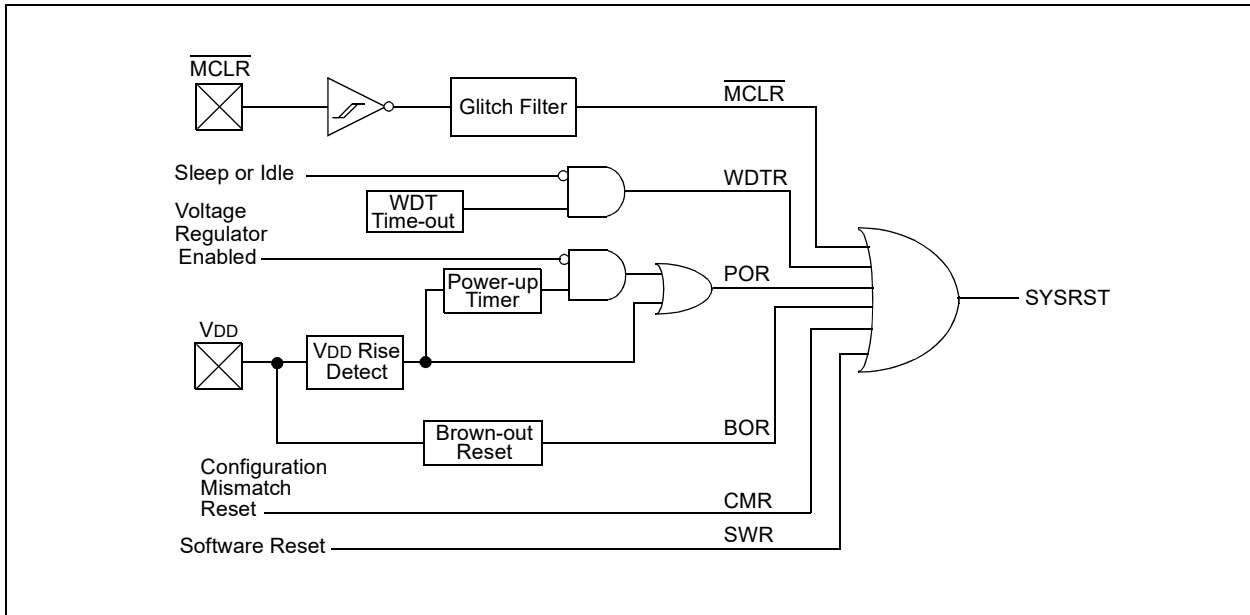 MCLR
Glitch Filter
MCLR
Sleep or Idle
WDT
Time-out
WDTR
Voltage
Regulator
Enabled
Power-up
Timer
POR
SYSRST
VDD
VDD Rise
Detect
Brown-out
Reset
BOR
Configuration
Mismatch
Reset
CMR
Software Reset
SWR